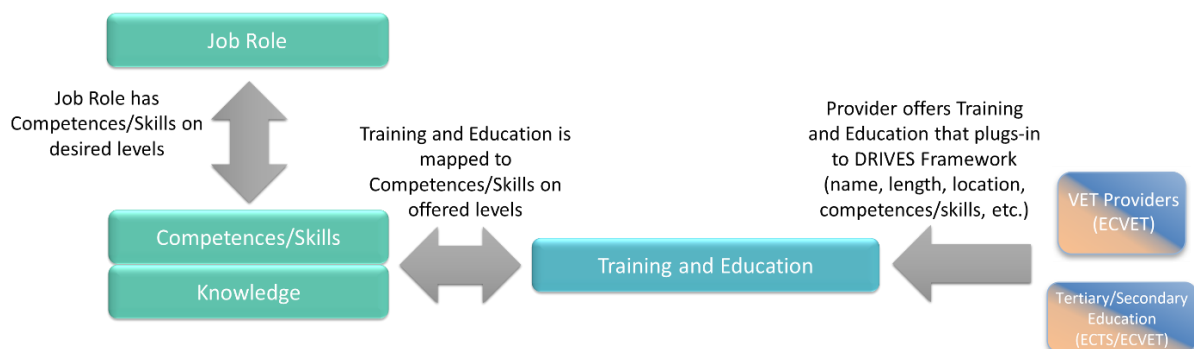 Job Role
Job Role has
Competences/Skills on
desired levels
Training and Education is
mapped to
Competences/Skills on
offered levels
Provider offers Training
and Education that plugs-in
to DRIVES Framework
(name, length, location,
competences/skills, etc.)
VET Providers
(ECVET)
Competences/Skills
Knowledge
Training and Education
Tertiary/Secondary
Education
(ECTS/ECVET)